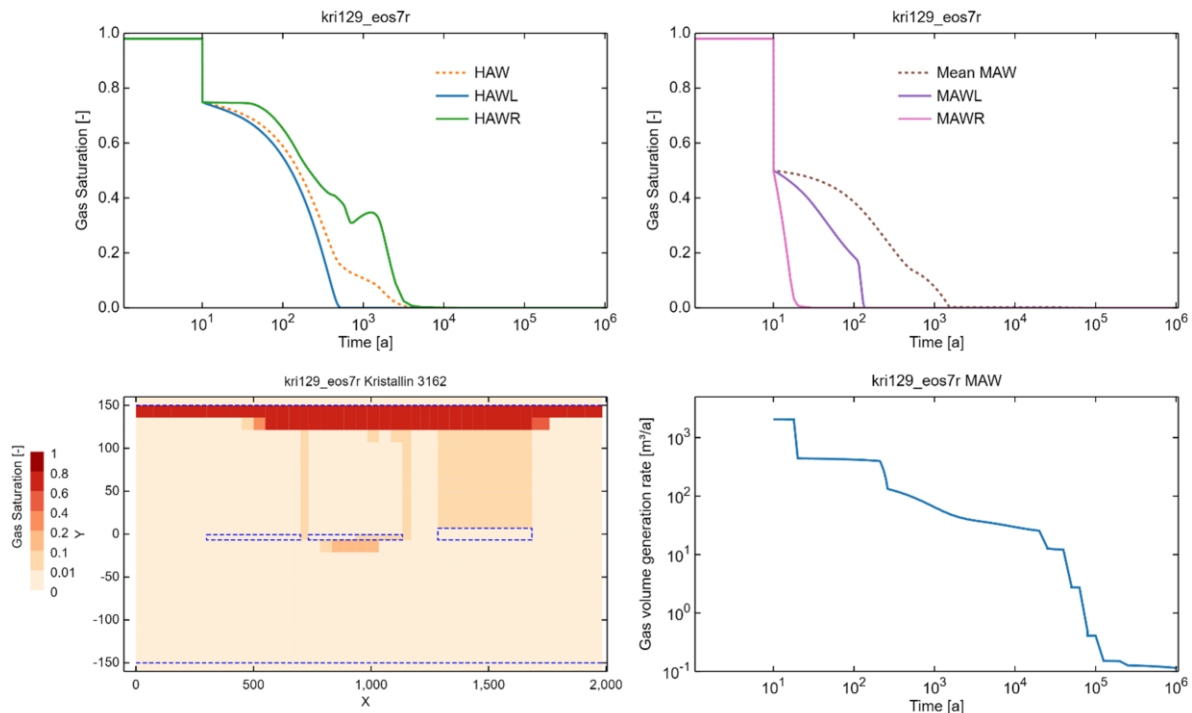 kri129_eos7r
Gas Saturation [-]
1.0
0.8
0.6
0.4
0.2
0.0
HAW
HAWL
HAWR
10¹ 10² 10³ 10⁴ 10⁵ 10⁶
Time [a]
kri129_eos7r
Gas Saturation [-]
1.0
0.8
0.6
0.4
0.2
0.0
Mean MAW
MAWL
MAWR
10¹ 10² 10³ 10⁴ 10⁵ 10⁶
Time [a]
kri129_eos7r Kristallin 3162
Gas Saturation [-]
1
0.8
0.6
0.4
0.2
0.1
0.01
0
Y
150
100
50
0
-50
-100
-150
0 500 1,000 1,500 2,000
X
kri129_eos7r MAW
Gas volume generation rate [m³/a]
10³
10²
10¹
10⁰
10⁻¹
10¹ 10² 10³ 10⁴ 10⁵ 10⁶
Time [a]